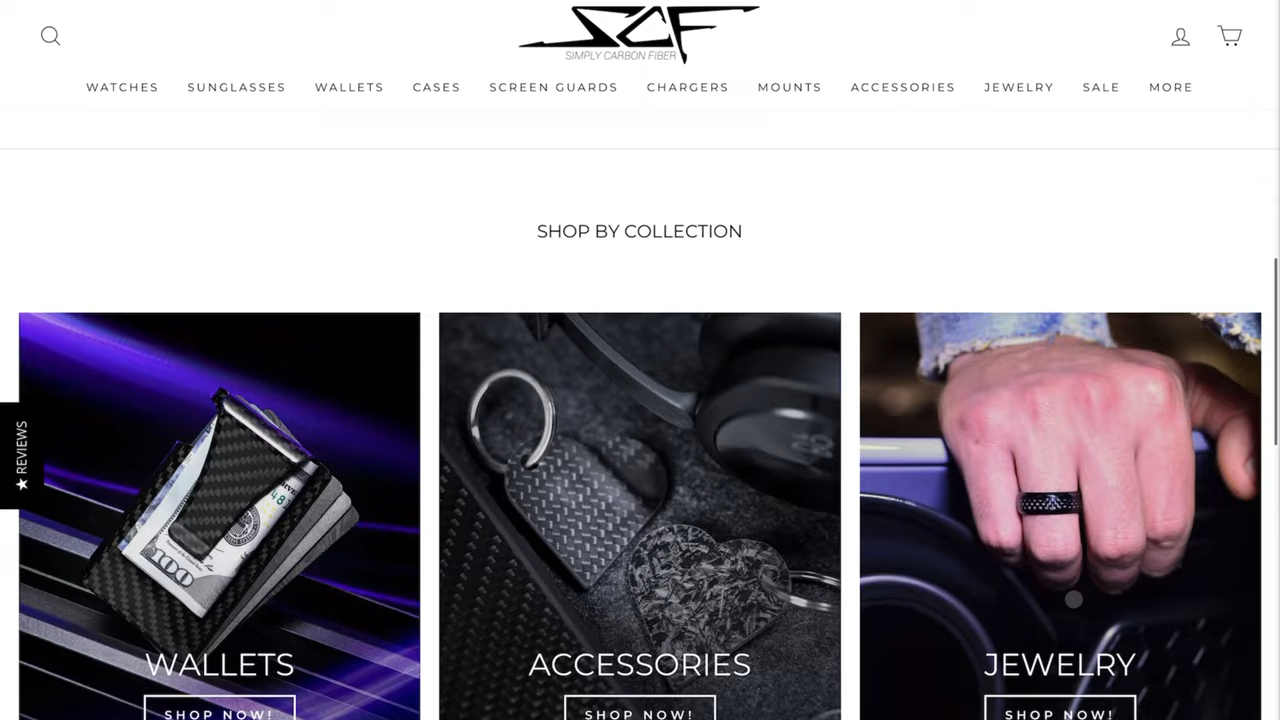 SCF
SIMPLY CARBON FIBER
WATCHES SUNGLASSES WALLETS CASES SCREEN GUARDS CHARGERS MOUNTS ACCESSORIES JEWELRY SALE MORE
SHOP BY COLLECTION
★ REVIEWS
100
WALLETS ACCESSORIES JEWELRY
SHOP NOW! SHOP NOW! SHOP NOW!